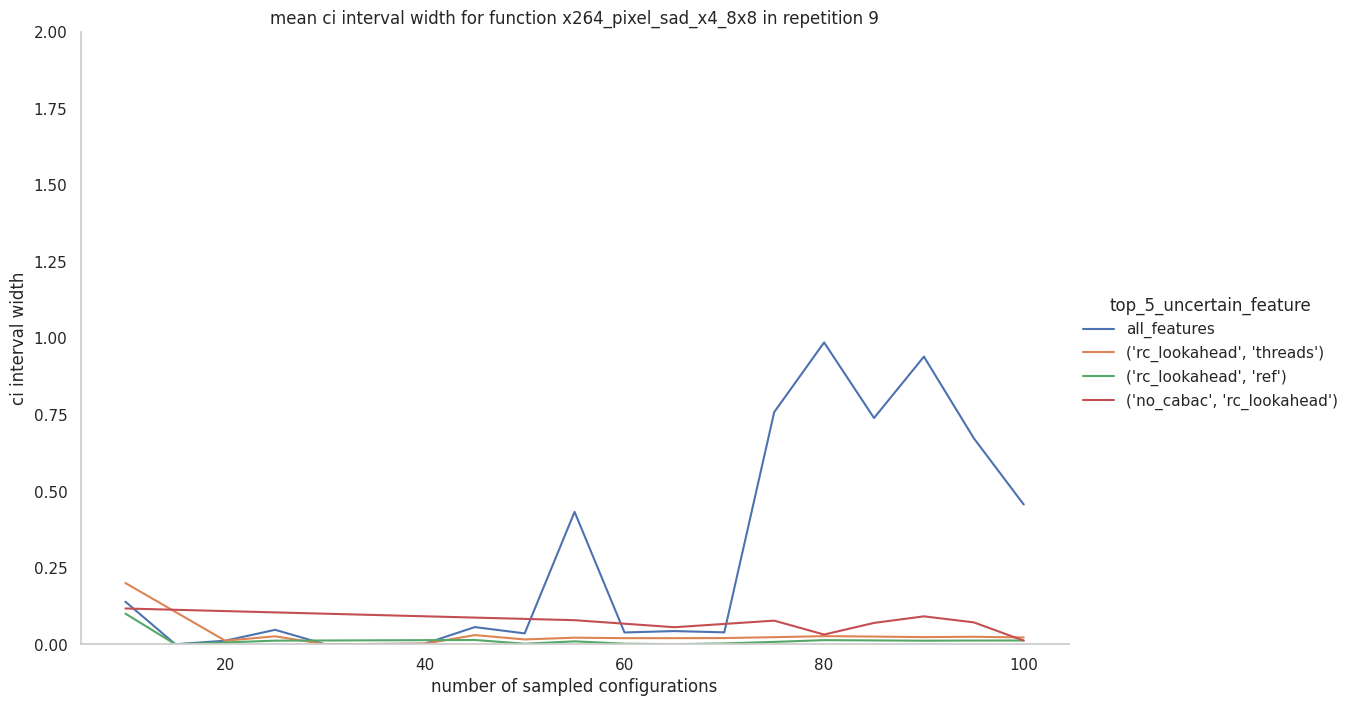 mean ci interval width for function x264_pixel_sad_x4_8x8 in repetition 9
2.00
1.75
1.50
1.25
1.00
0.75
0.50
0.25
0.00
ci interval width
20
40
60
80
100
number of sampled configurations
top_5_uncertain_feature
all_features
('rc_lookahead', 'threads')
('rc_lookahead', 'ref')
('no_cabac', 'rc_lookahead')